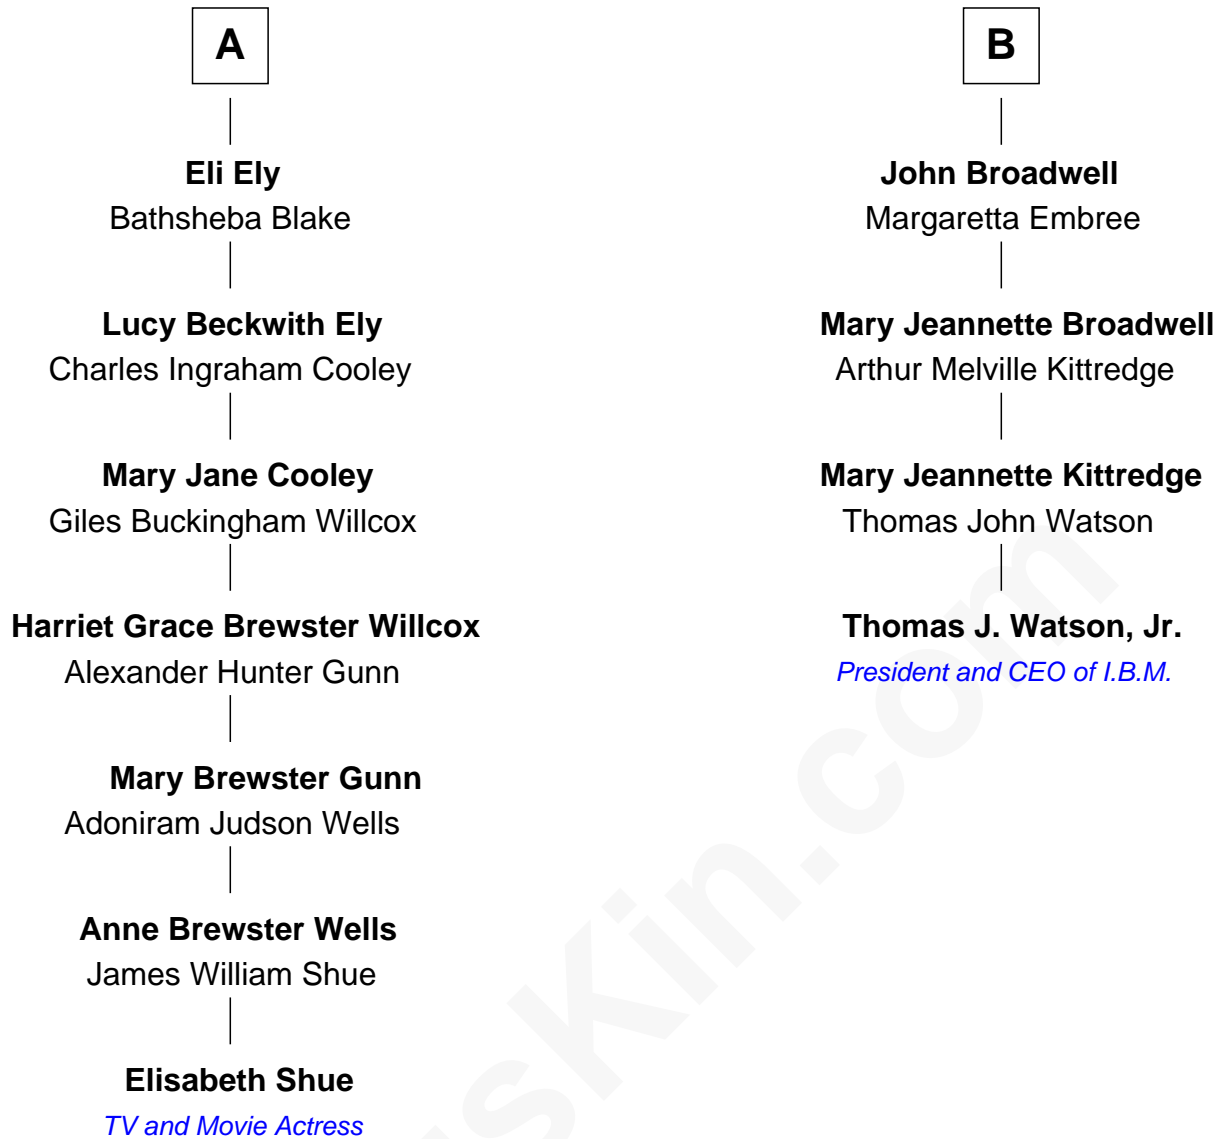 A
Eli Ely
Bathsheba Blake
Lucy Beckwith Ely
Charles Ingraham Cooley
Mary Jane Cooley
Giles Buckingham Willcox
Harriet Grace Brewster Willcox
Alexander Hunter Gunn
Mary Brewster Gunn
Adoniram Judson Wells
Anne Brewster Wells
James William Shue
Elisabeth Shue
TV and Movie Actress
B
John Broadwell
Margaretta Embree
Mary Jeannette Broadwell
Arthur Melville Kittredge
Mary Jeannette Kittredge
Thomas John Watson
Thomas J. Watson, Jr.
President and CEO of I.B.M.
sKin.com